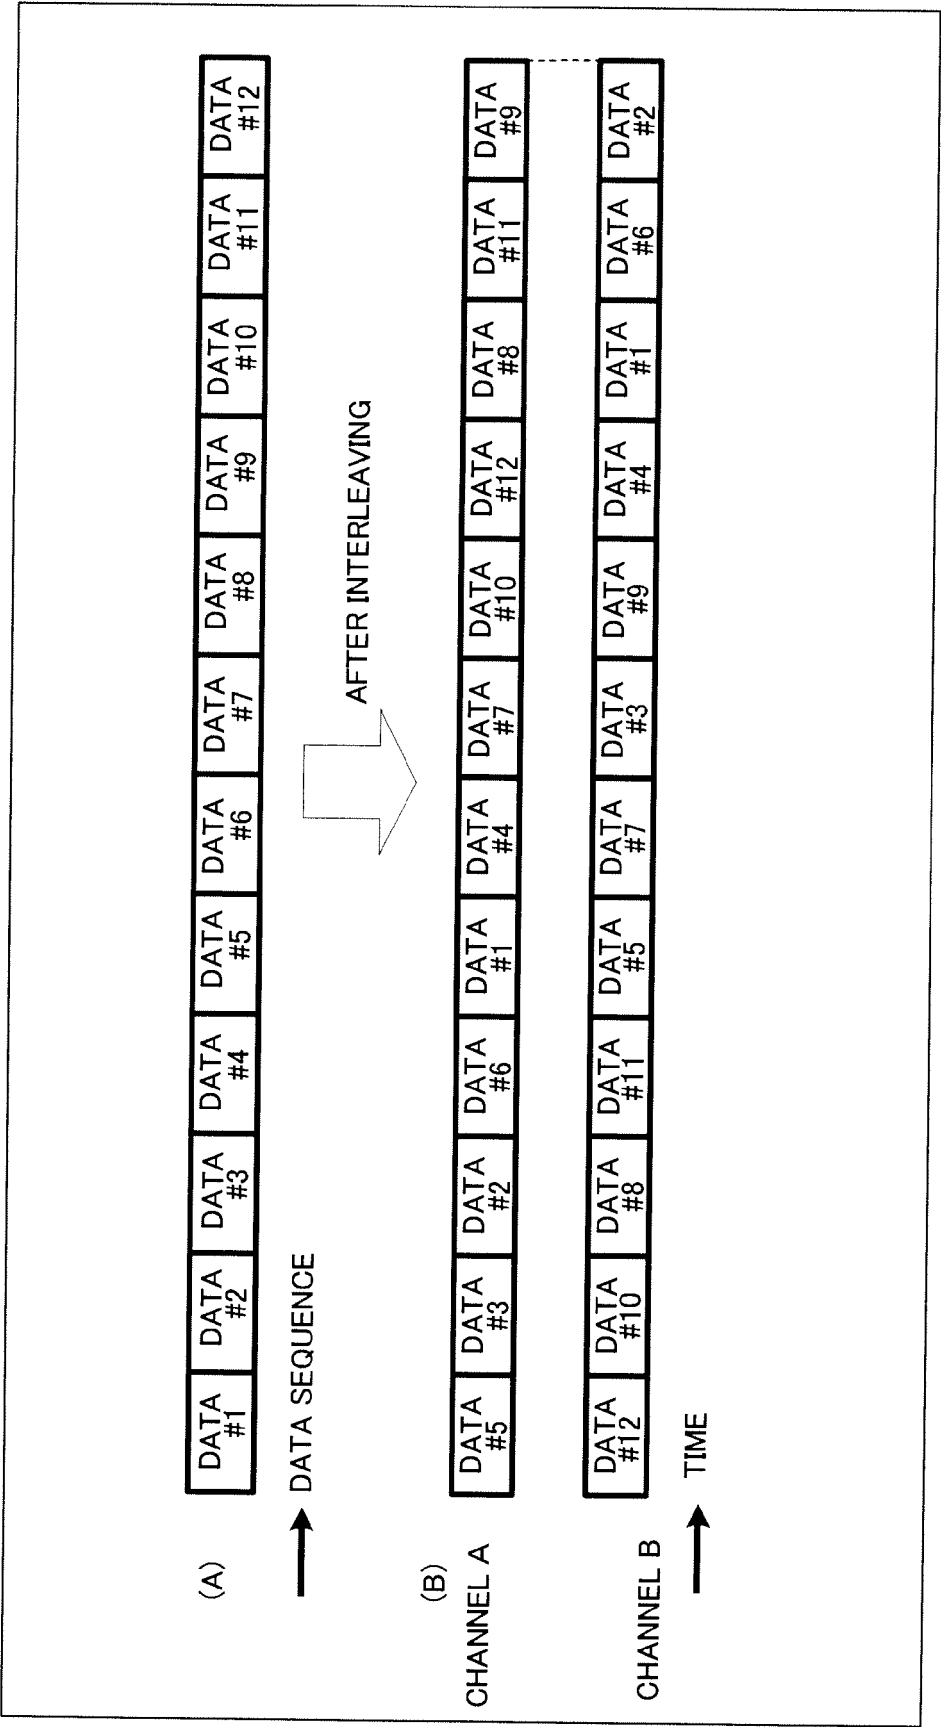 (A)
DATA #1
DATA #2
DATA #3
DATA #4
DATA #5
DATA #6
DATA #7
DATA #8
DATA #9
DATA #10
DATA #11
DATA #12
DATA SEQUENCE
AFTER INTERLEAVING
(B)
CHANNEL A
DATA #5
DATA #3
DATA #2
DATA #6
DATA #1
DATA #4
DATA #7
DATA #10
DATA #12
DATA #8
DATA #11
DATA #9
CHANNEL B
DATA #12
DATA #10
DATA #8
DATA #11
DATA #5
DATA #7
DATA #3
DATA #9
DATA #4
DATA #1
DATA #6
DATA #2
TIME